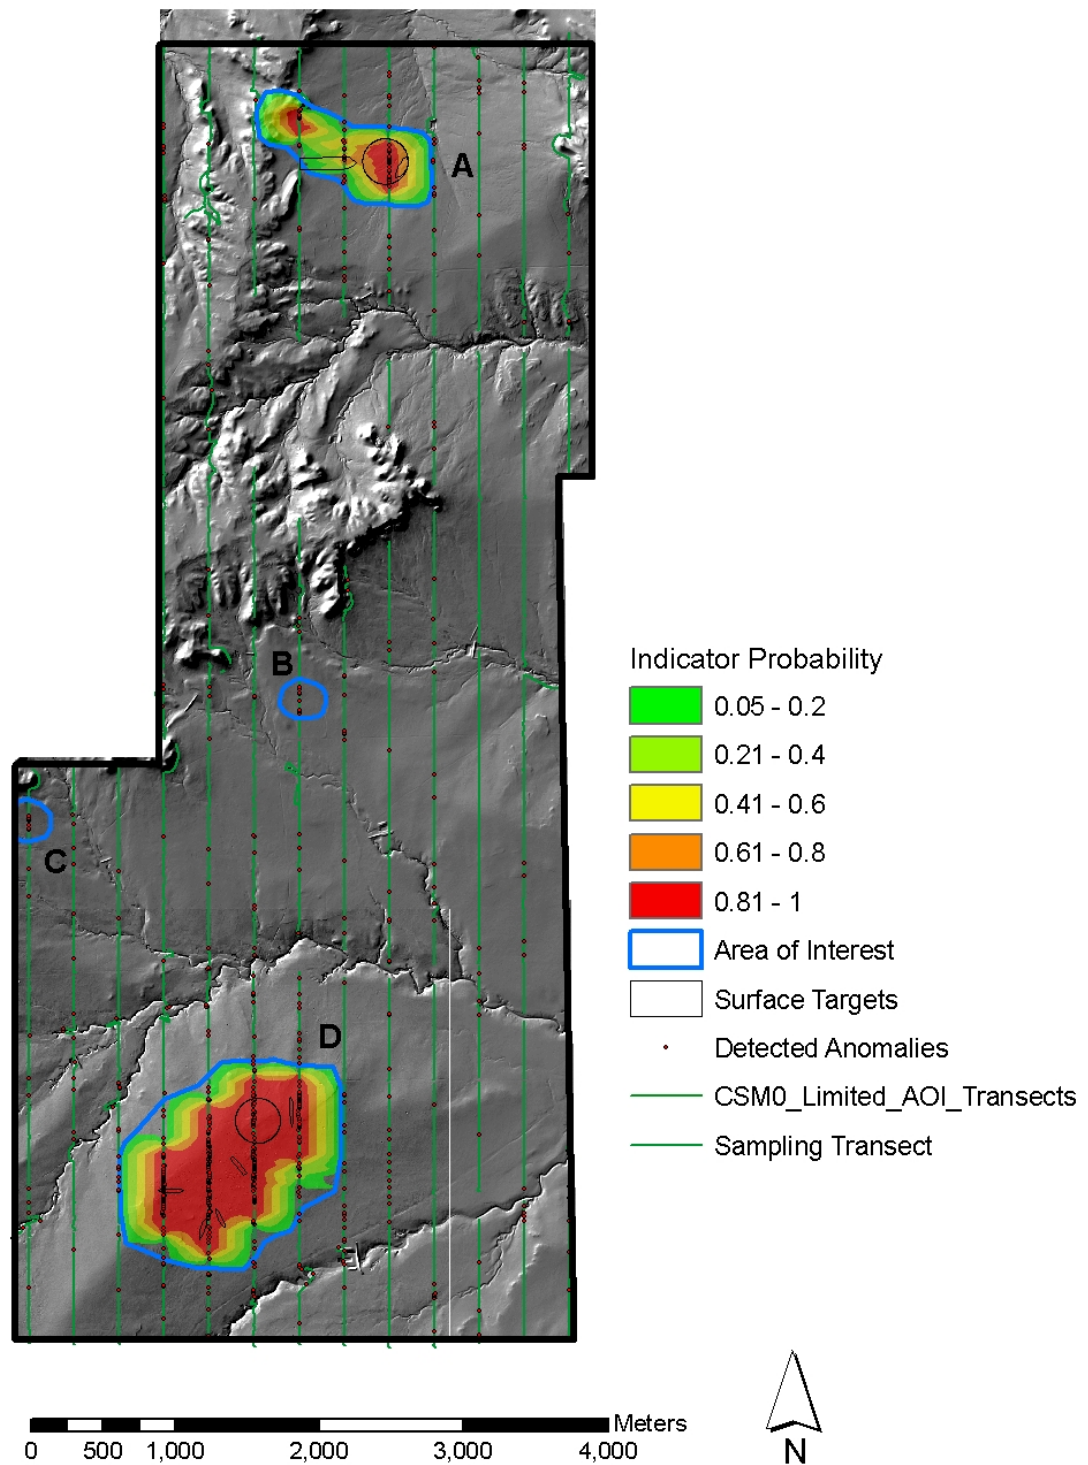 A
B
C
D
Indicator Probability
0.05 - 0.2
0.21 - 0.4
0.41 - 0.6
0.61 - 0.8
0.81 - 1
Area of Interest
Surface Targets
Detected Anomalies
CSM0_Limited_AOI_Transects
Sampling Transect
Meters
0 500 1,000 2,000 3,000 4,000
N